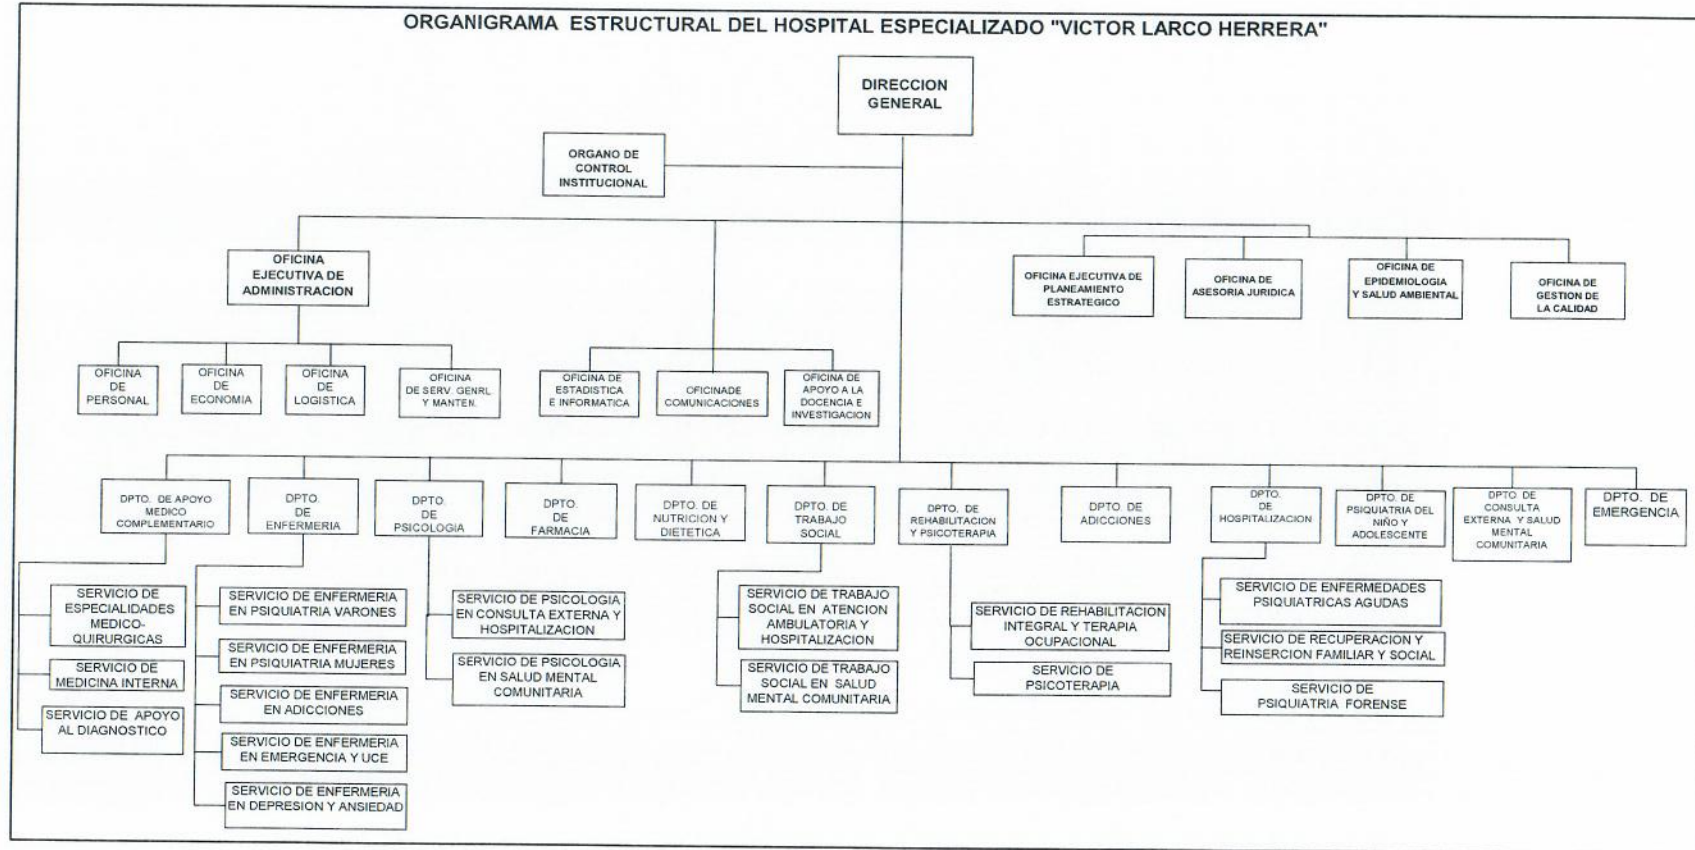 ORGANIGRAMA ESTRUCTURAL DEL HOSPITAL ESPECIALIZADO "VICTOR LARCO HERRERA"
DIRECCION
GENERAL
ORGANO DE
CONTROL
INSTITUCIONAL
OFICINA
EJECUTIVA DE
ADMINISTRACION
OFICINA EJECUTIVA DE
PLANEAMIENTO
ESTRATEGICO
OFICINA DE
ASESORIA JURIDICA
OFICINA DE
EPIDEMIOLOGIA
Y SALUD AMBIENTAL
OFICINA DE
GESTION DE
LA CALIDAD
OFICINA
DE
PERSONAL
OFICINA
DE
ECONOMIA
OFICINA
DE
LOGISTICA
OFICINA
DE SERV. GENRL
Y MANTEN.
OFICINA DE
ESTADISTICA
E INFORMATICA
OFICINADE
COMUNICACIONES
OFICINA DE
APOYO A LA
DOCENCIA E
INVESTIGACION
DPTO. DE APOYO
MEDICO
COMPLEMENTARIO
DPTO.
DE
ENFERMERIA
DPTO.
DE
PSICOLOGIA
DPTO.
DE
FARMACIA
DPTO. DE
NUTRICION Y
DIETETICA
DPTO. DE
TRABAJO
SOCIAL
DPTO. DE
REHABILITACION
Y PSICOTERAPIA
DPTO. DE
ADICCIONES
DPTO.
DE
HOSPITALIZACION
DPTO. DE
PSIQUIATRIA DEL
NIÑO Y
ADOLESCENTE
DPTO. DE
CONSULTA
EXTERNA Y SALUD
MENTAL
COMUNITARIA
DPTO. DE
EMERGENCIA
SERVICIO DE
ESPECIALIDADES
MEDICO-
QUIRURGICAS
SERVICIO DE
MEDICINA INTERNA
SERVICIO DE APOYO
AL DIAGNOSTICO
SERVICIO DE ENFERMERIA
EN PSIQUIATRIA VARONES
SERVICIO DE ENFERMERIA
EN PSIQUIATRIA MUJERES
SERVICIO DE ENFERMERIA
EN ADICCIONES
SERVICIO DE ENFERMERIA
EN EMERGENCIA Y UCE
SERVICIO DE ENFERMERIA
EN DEPRESION Y ANSIEDAD
SERVICIO DE PSICOLOGIA
EN CONSULTA EXTERNA Y
HOSPITALIZACION
SERVICIO DE PSICOLOGIA
EN SALUD MENTAL
COMUNITARIA
SERVICIO DE TRABAJO
SOCIAL EN ATENCION
AMBULATORIA Y
HOSPITALIZACION
SERVICIO DE TRABAJO
SOCIAL EN SALUD
MENTAL COMUNITARIA
SERVICIO DE REHABILITACION
INTEGRAL Y TERAPIA
OCUPACIONAL
SERVICIO DE
PSICOTERAPIA
SERVICIO DE ENFERMEDADES
PSIQUIATRICAS AGUDAS
SERVICIO DE RECUPERACION Y
REINSERCION FAMILIAR Y SOCIAL
SERVICIO DE
PSIQUIATRIA FORENSE